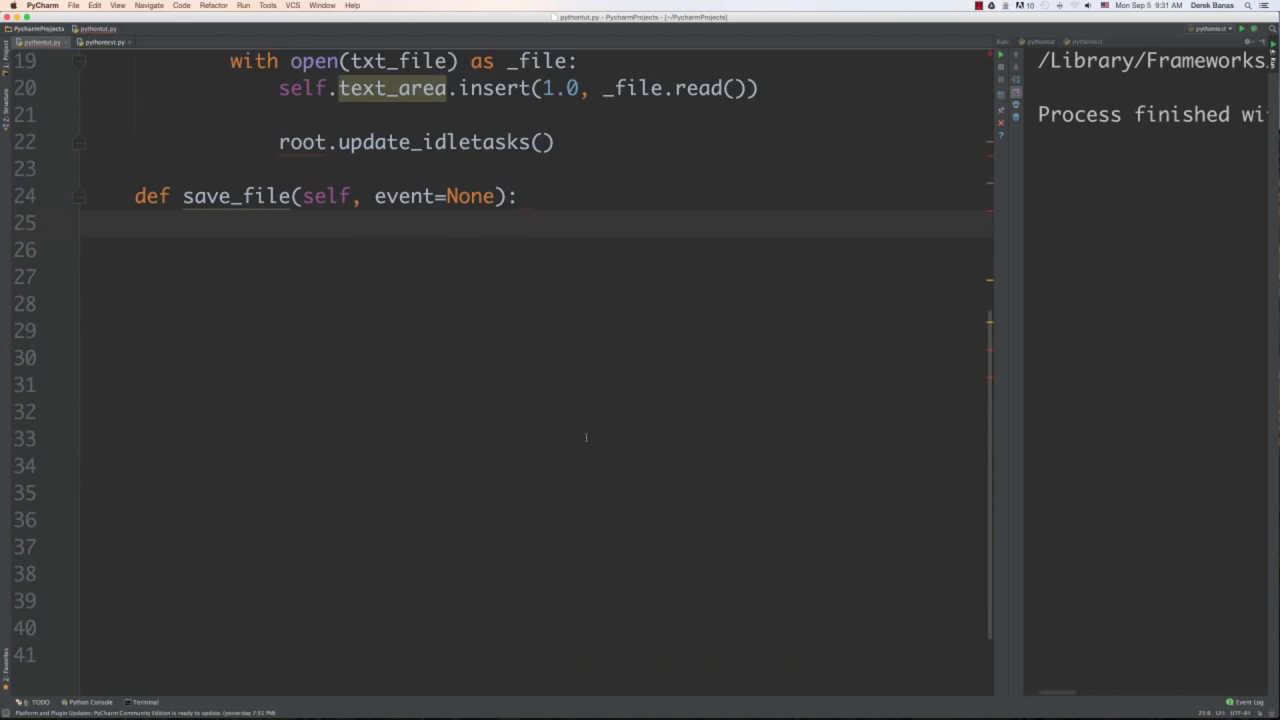 PyCharm File Edit View Navigate Code Refactor Run Tools VCS Window Help 10 Mon Sep 5 9:31 AM Derek Banas
pythontut.py - PycharmProjects - [~/PycharmProjects]
PycharmProjects pythontut.py pythontest
pythontut.py pythontest.py Run: pythontut pythontest
1: Project
Z: Structure
2: Favorites
Run
19 with open(txt_file) as _file:
20 self.text_area.insert(1.0, _file.read())
21
22 root.update_idletasks()
23
24 def save_file(self, event=None):
25
26
27
28
29
30
31
32
33
34
35
36
37
38
39
40
41
/Library/Frameworks
Process finished wi
6: TODO Python Console Terminal Event Log
Platform and Plugin Updates: PyCharm Community Edition is ready to update. (yesterday 7:51 PM) 25:9 LF÷ UTF-8÷